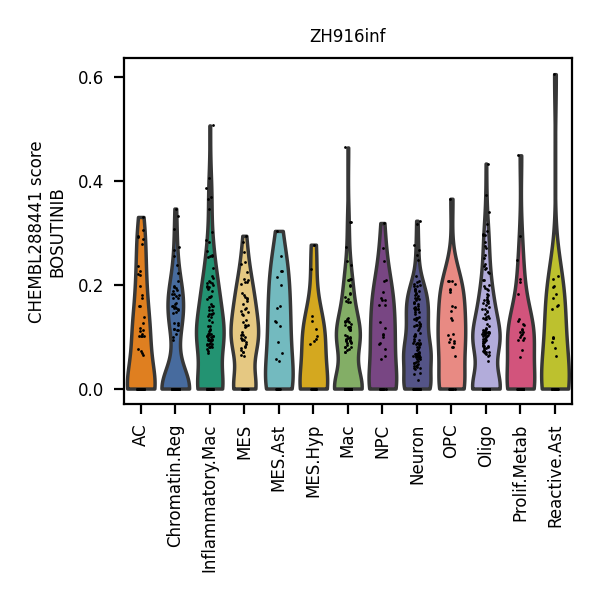 ZH916inf
CHEMBL288441 score
BOSUTINIB
0.6
0.4
0.2
0.0
AC
Chromatin.Reg
Inflammatory.Mac
MES
MES.Ast
MES.Hyp
Mac
NPC
Neuron
OPC
Oligo
Prolif.Metab
Reactive.Ast